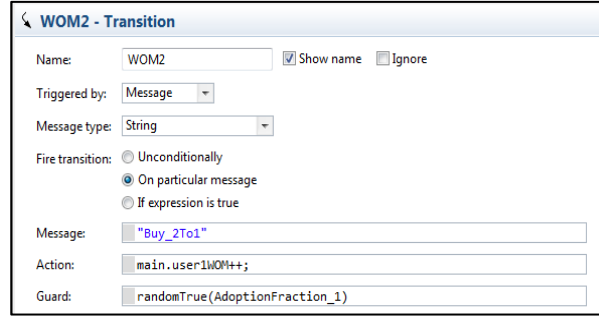 WOM2 - Transition
Name: WOM2 Show name Ignore
Triggered by: Message
Message type: String
Fire transition: Unconditionally
On particular message
If expression is true
Message: "Buy_2To1"
Action: main.user1WOM++;
Guard: randomTrue(AdoptionFraction_1)